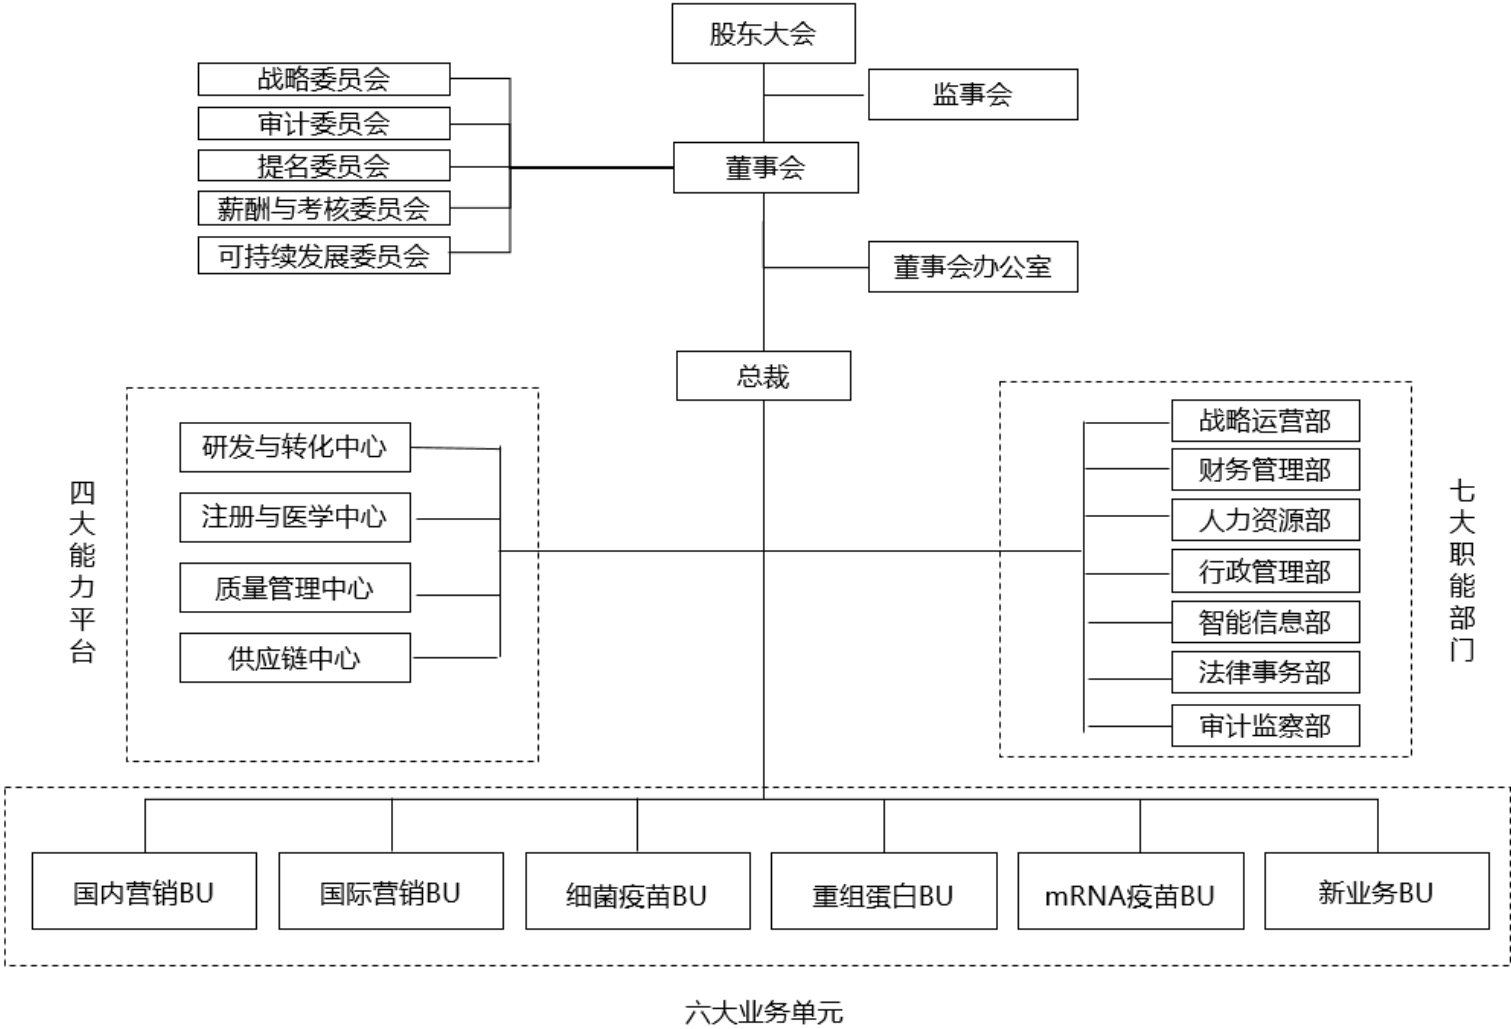 股东大会
监事会
战略委员会
审计委员会
提名委员会
薪酬与考核委员会
可持续发展委员会
董事会
董事会办公室
总裁
四大能力平台
研发与转化中心
注册与医学中心
质量管理中心
供应链中心
战略运营部
财务管理部
人力资源部
行政管理部
智能信息部
法律事务部
审计监察部
七大职能部门
国内营销BU
国际营销BU
细菌疫苗BU
重组蛋白BU
mRNA疫苗BU
新业务BU
六大业务单元